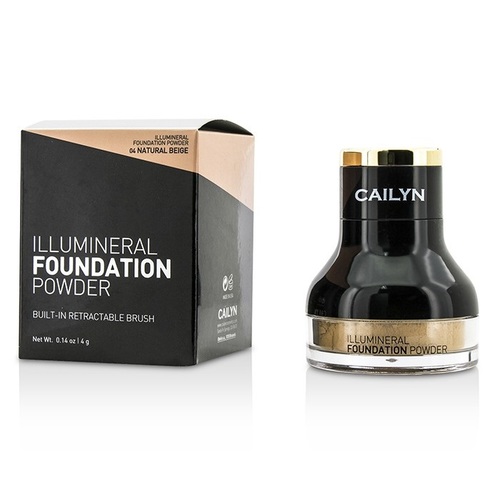 ILLUMINERAL
FOUNDATION POWDER
04 NATURAL BEIGE
ILLUMINERAL
FOUNDATION
POWDER
BUILT-IN RETRACTABLE BRUSH
Net Wt. 0.14 oz | 4 g
CAILYN
CAILYN
ILLUMINERAL
FOUNDATION POWDER